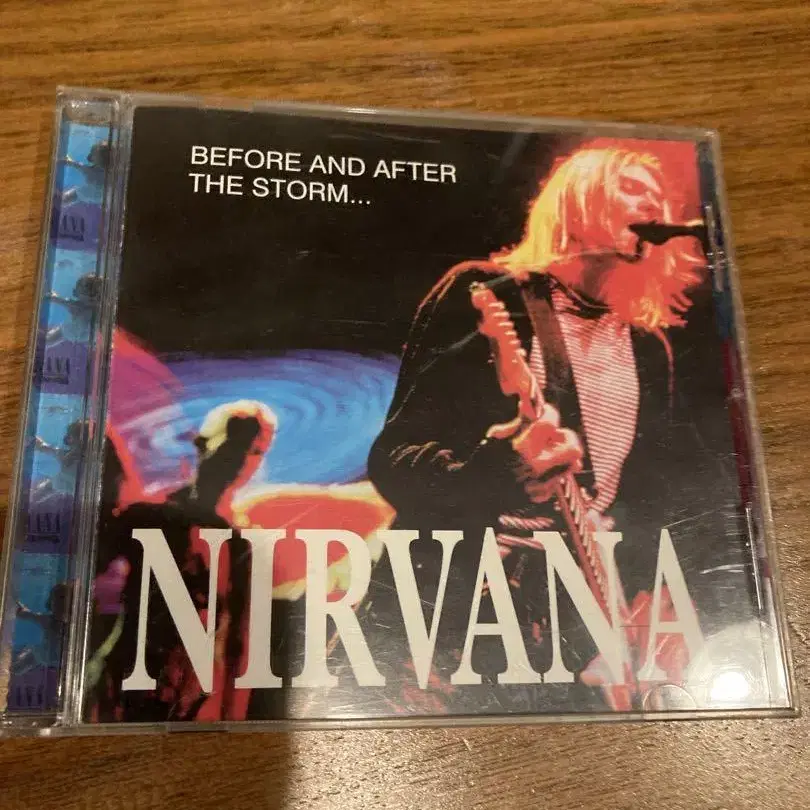 BEFORE AND AFTER
THE STORM...
NIRVANA